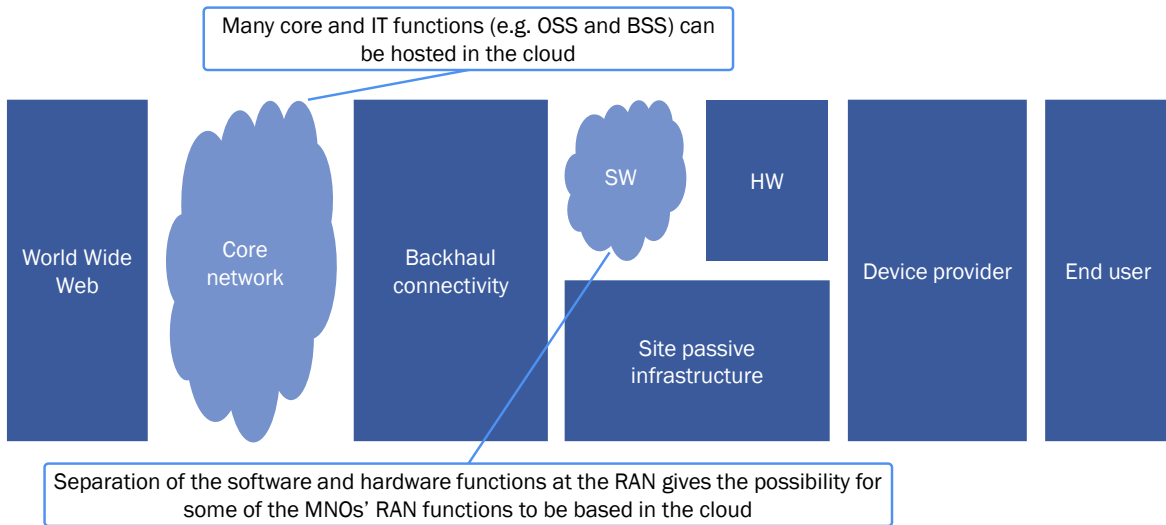 Many core and IT functions (e.g. OSS and BSS) can
be hosted in the cloud
World Wide
Web
Core
network
Backhaul
connectivity
SW
HW
Site passive
infrastructure
Device provider
End user
Separation of the software and hardware functions at the RAN gives the possibility for
some of the MNOs’ RAN functions to be based in the cloud